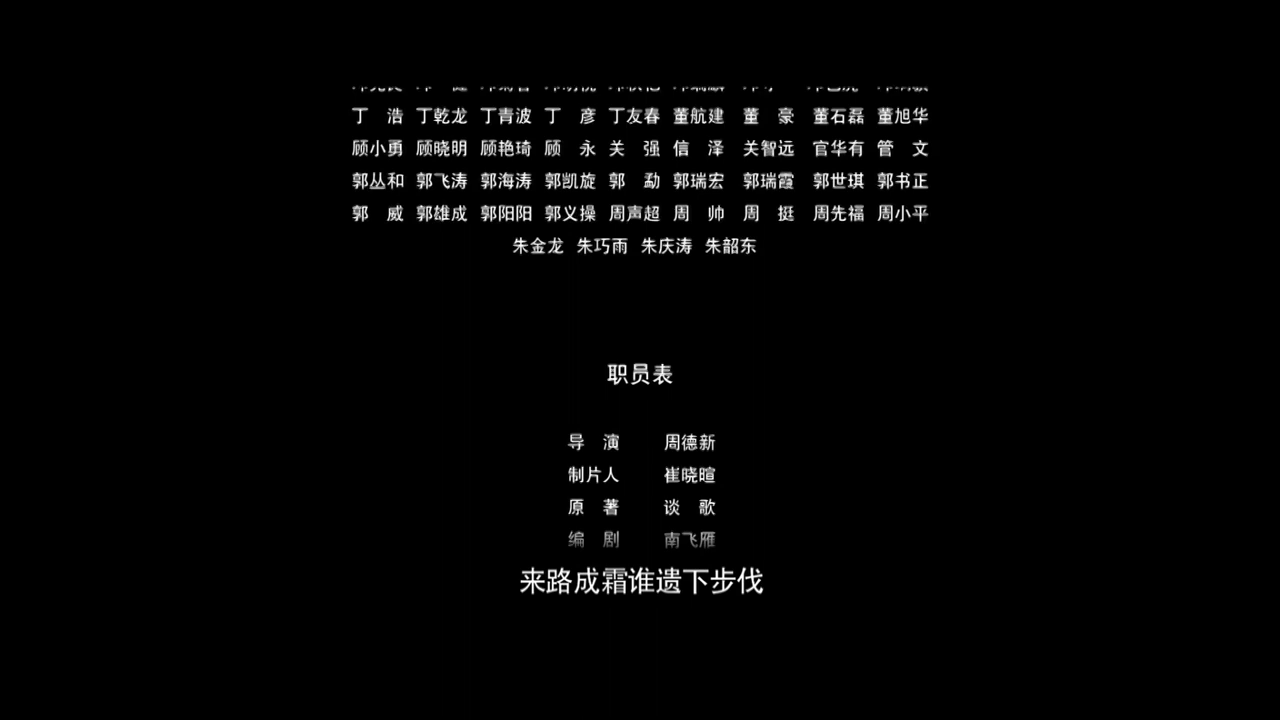 丁 浩 丁乾龙 丁青波 丁 彦 丁友春 董航建 董 豪 董石磊 董旭华
顾小勇 顾晓明 顾艳琦 顾 永 关 强 信 泽 关智远 官华有 管 文
郭丛和 郭飞涛 郭海涛 郭凯旋 郭 勐 郭瑞宏 郭瑞霞 郭世琪 郭书正
郭 威 郭雄成 郭阳阳 郭义操 周声超 周 帅 周 挺 周先福 周小平
朱金龙 朱巧雨 朱庆涛 朱韶东
职员表
导 演 周德新
制片人 崔晓暄
原 著 谈 歌
编 剧 南飞雁
来路成霜谁遗下步伐